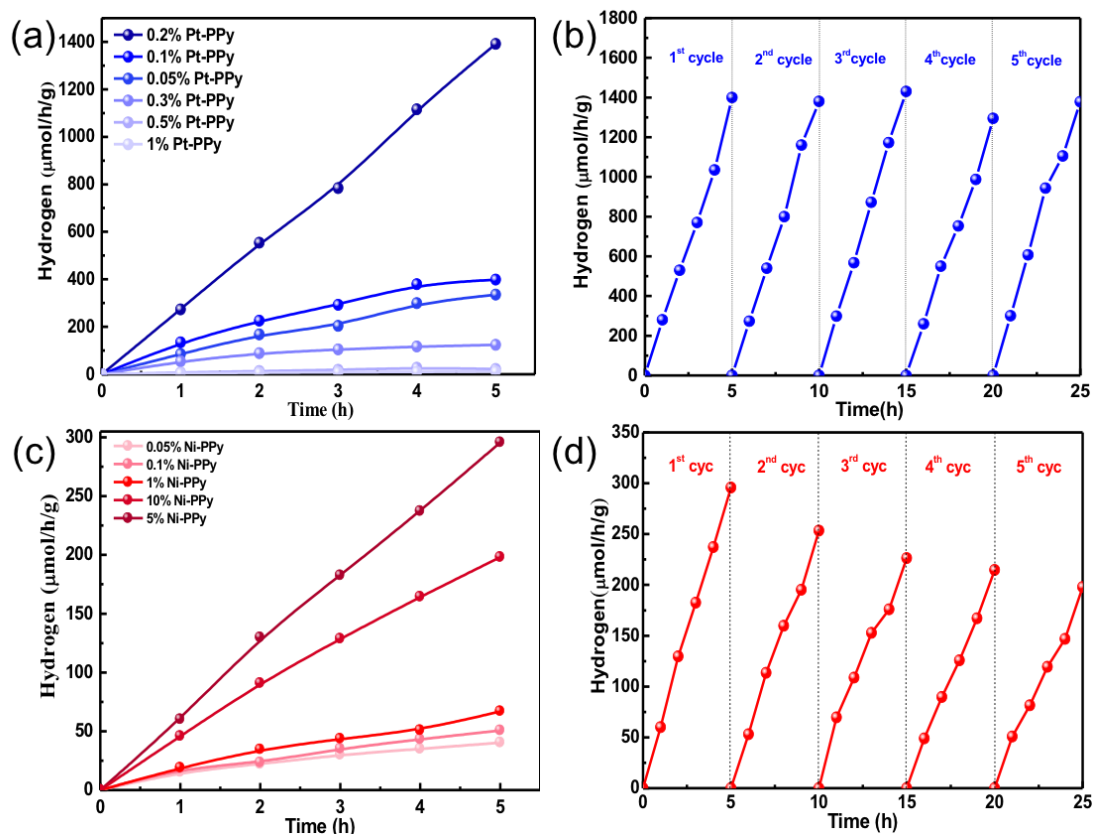 (a)
0.2% Pt-PPy
0.1% Pt-PPy
0.05% Pt-PPy
0.3% Pt-PPy
0.5% Pt-PPy
1% Pt-PPy
Hydrogen (μmol/h/g)
1400
1200
1000
800
600
400
200
0
0 1 2 3 4 5
Time (h)
(b)
1st cycle 2nd cycle 3rd cycle 4th cycle 5th cycle
Hydrogen (μmol/h/g)
1800
1600
1400
1200
1000
800
600
400
200
0
0 5 10 15 20 25
Time(h)
(c)
0.05% Ni-PPy
0.1% Ni-PPy
1% Ni-PPy
10% Ni-PPy
5% Ni-PPy
Hydrogen (μmol/h/g)
300
250
200
150
100
50
0
0 1 2 3 4 5
Time (h)
(d)
1st cyc 2nd cyc 3rd cyc 4th cyc 5th cyc
Hydrogen(μmol/h/g)
350
300
250
200
150
100
50
0
0 5 10 15 20 25
Time (h)